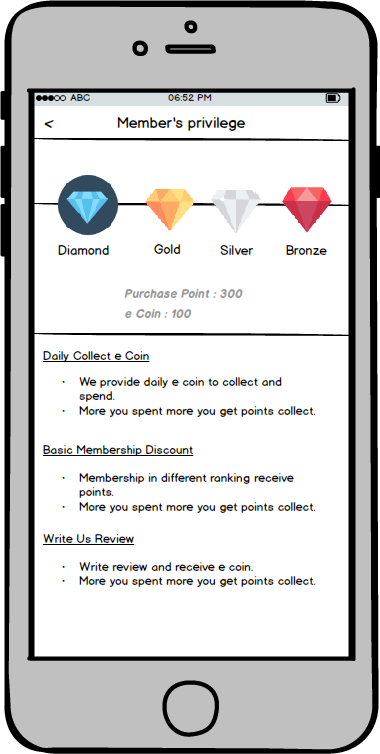 ABC 06:52 PM
< Member's privilege
Diamond Gold Silver Bronze
Purchase Point : 300
e Coin : 100
Daily Collect e Coin
· We provide daily e coin to collect and
spend.
· More you spent more you get points collect.
Basic Membership Discount
· Membership in different ranking receive
points.
· More you spent more you get points collect.
Write Us Review
· Write review and receive e coin.
· More you spent more you get points collect.